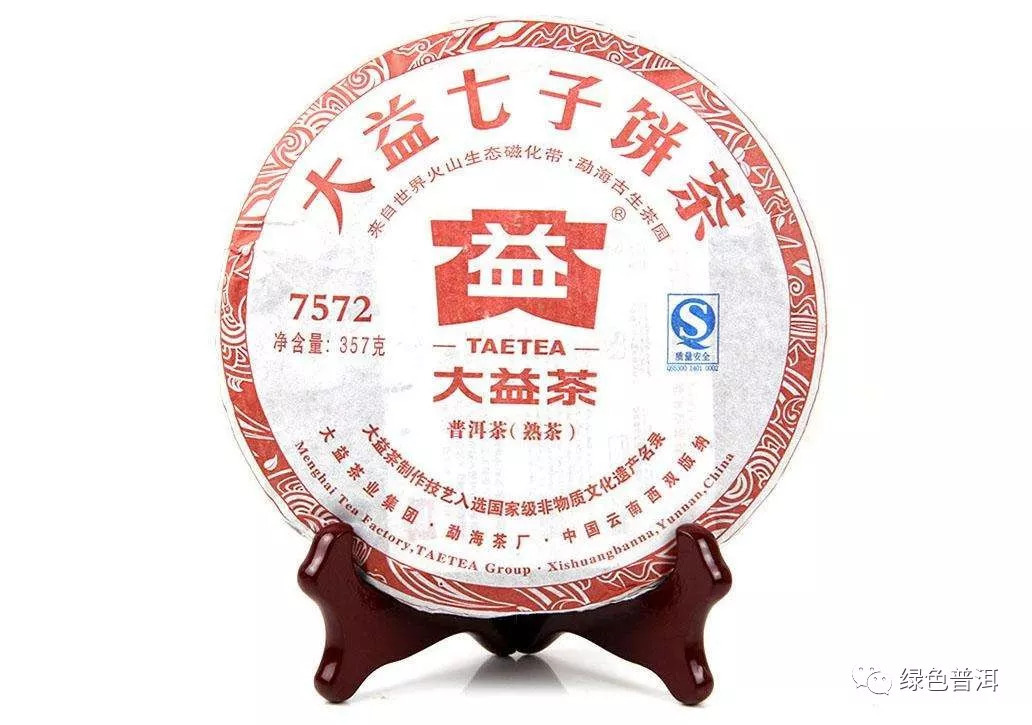 大益七子饼茶
来自世界火山生态磁化带·勐海古生茶园
益
®
7572
净含量: 357克
TAETEA
大益茶
普洱茶(熟茶)
质量安全
QS5300 1401 0002
大益茶制作技艺入选国家级非物质文化遗产名录
大益茶业集团·勐海茶厂·中国云南西双版纳
Menghai Tea Factory,TAETEA Group · Xishuangbanna,Yunnan,China
绿色普洱